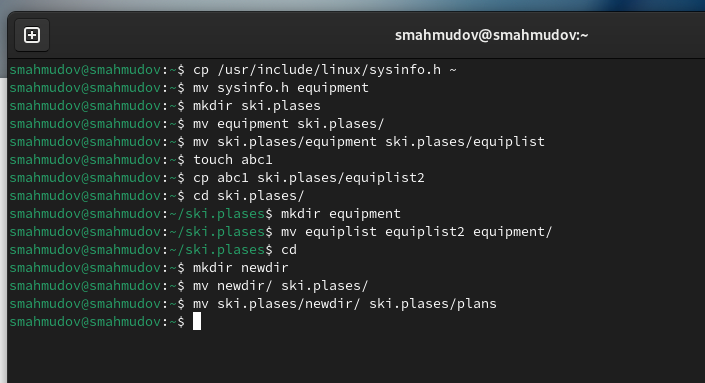 smahmudov@smahmudov:~
smahmudov@smahmudov:~$ cp /usr/include/linux/sysinfo.h ~
smahmudov@smahmudov:~$ mv sysinfo.h equipment
smahmudov@smahmudov:~$ mkdir ski.plases
smahmudov@smahmudov:~$ mv equipment ski.plases/
smahmudov@smahmudov:~$ mv ski.plases/equipment ski.plases/equiplist
smahmudov@smahmudov:~$ touch abc1
smahmudov@smahmudov:~$ cp abc1 ski.plases/equiplist2
smahmudov@smahmudov:~$ cd ski.plases/
smahmudov@smahmudov:~/ski.plases$ mkdir equipment
smahmudov@smahmudov:~/ski.plases$ mv equiplist equiplist2 equipment/
smahmudov@smahmudov:~/ski.plases$ cd
smahmudov@smahmudov:~$ mkdir newdir
smahmudov@smahmudov:~$ mv newdir/ ski.plases/
smahmudov@smahmudov:~$ mv ski.plases/newdir/ ski.plases/plans
smahmudov@smahmudov:~$